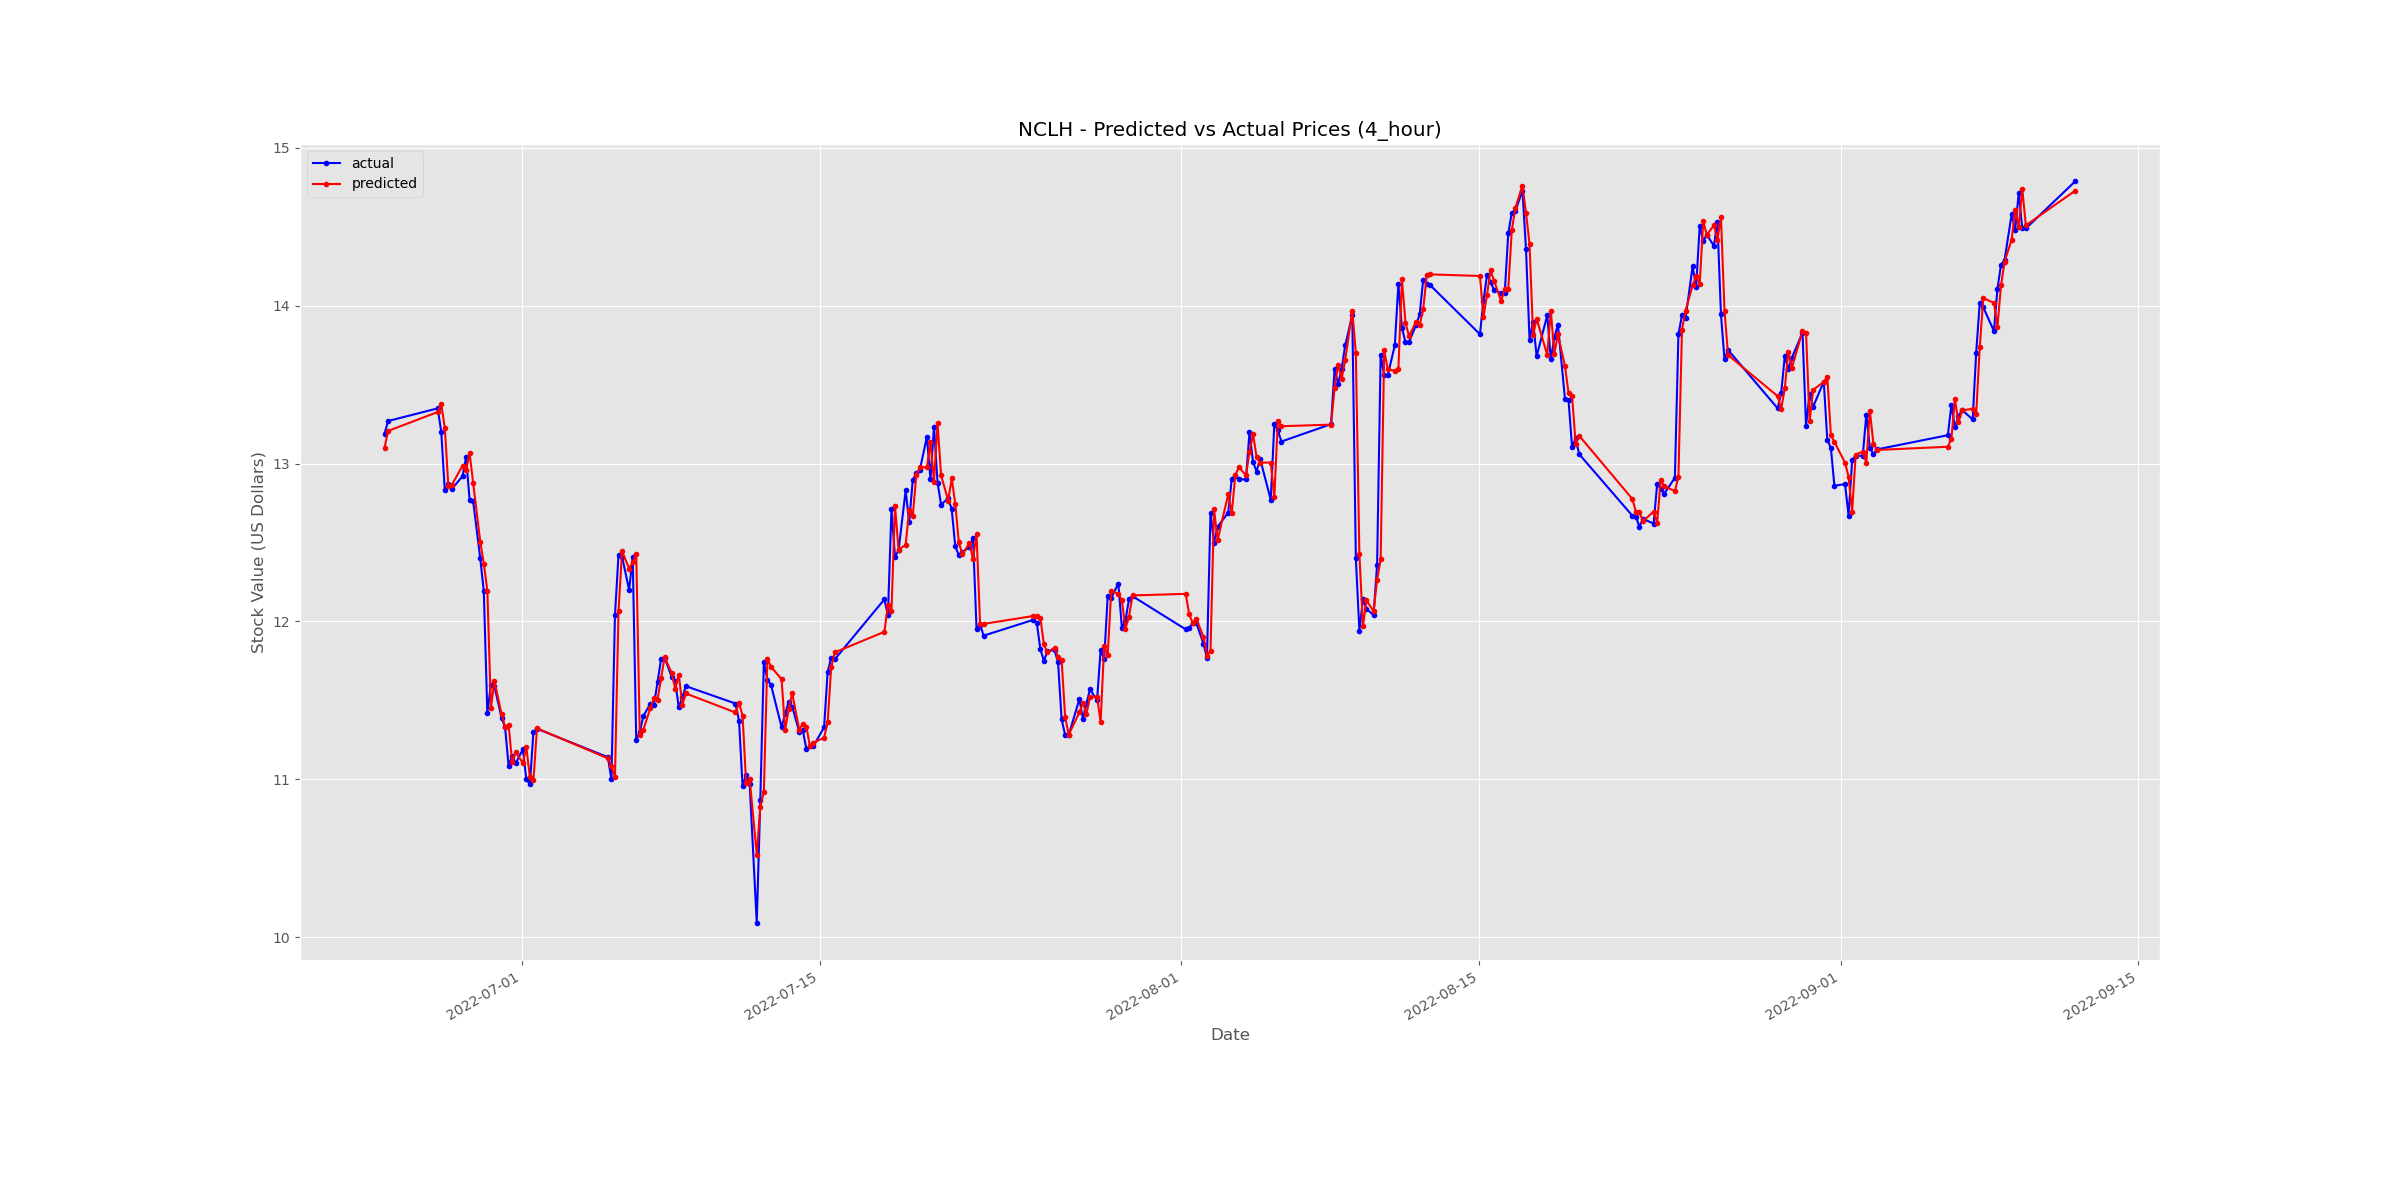 NCLH - Predicted vs Actual Prices (4_hour)
actual
predicted
15
14
13
12
11
10
Stock Value (US Dollars)
2022-07-01
2022-07-15
2022-08-01
2022-08-15
2022-09-01
2022-09-15
Date